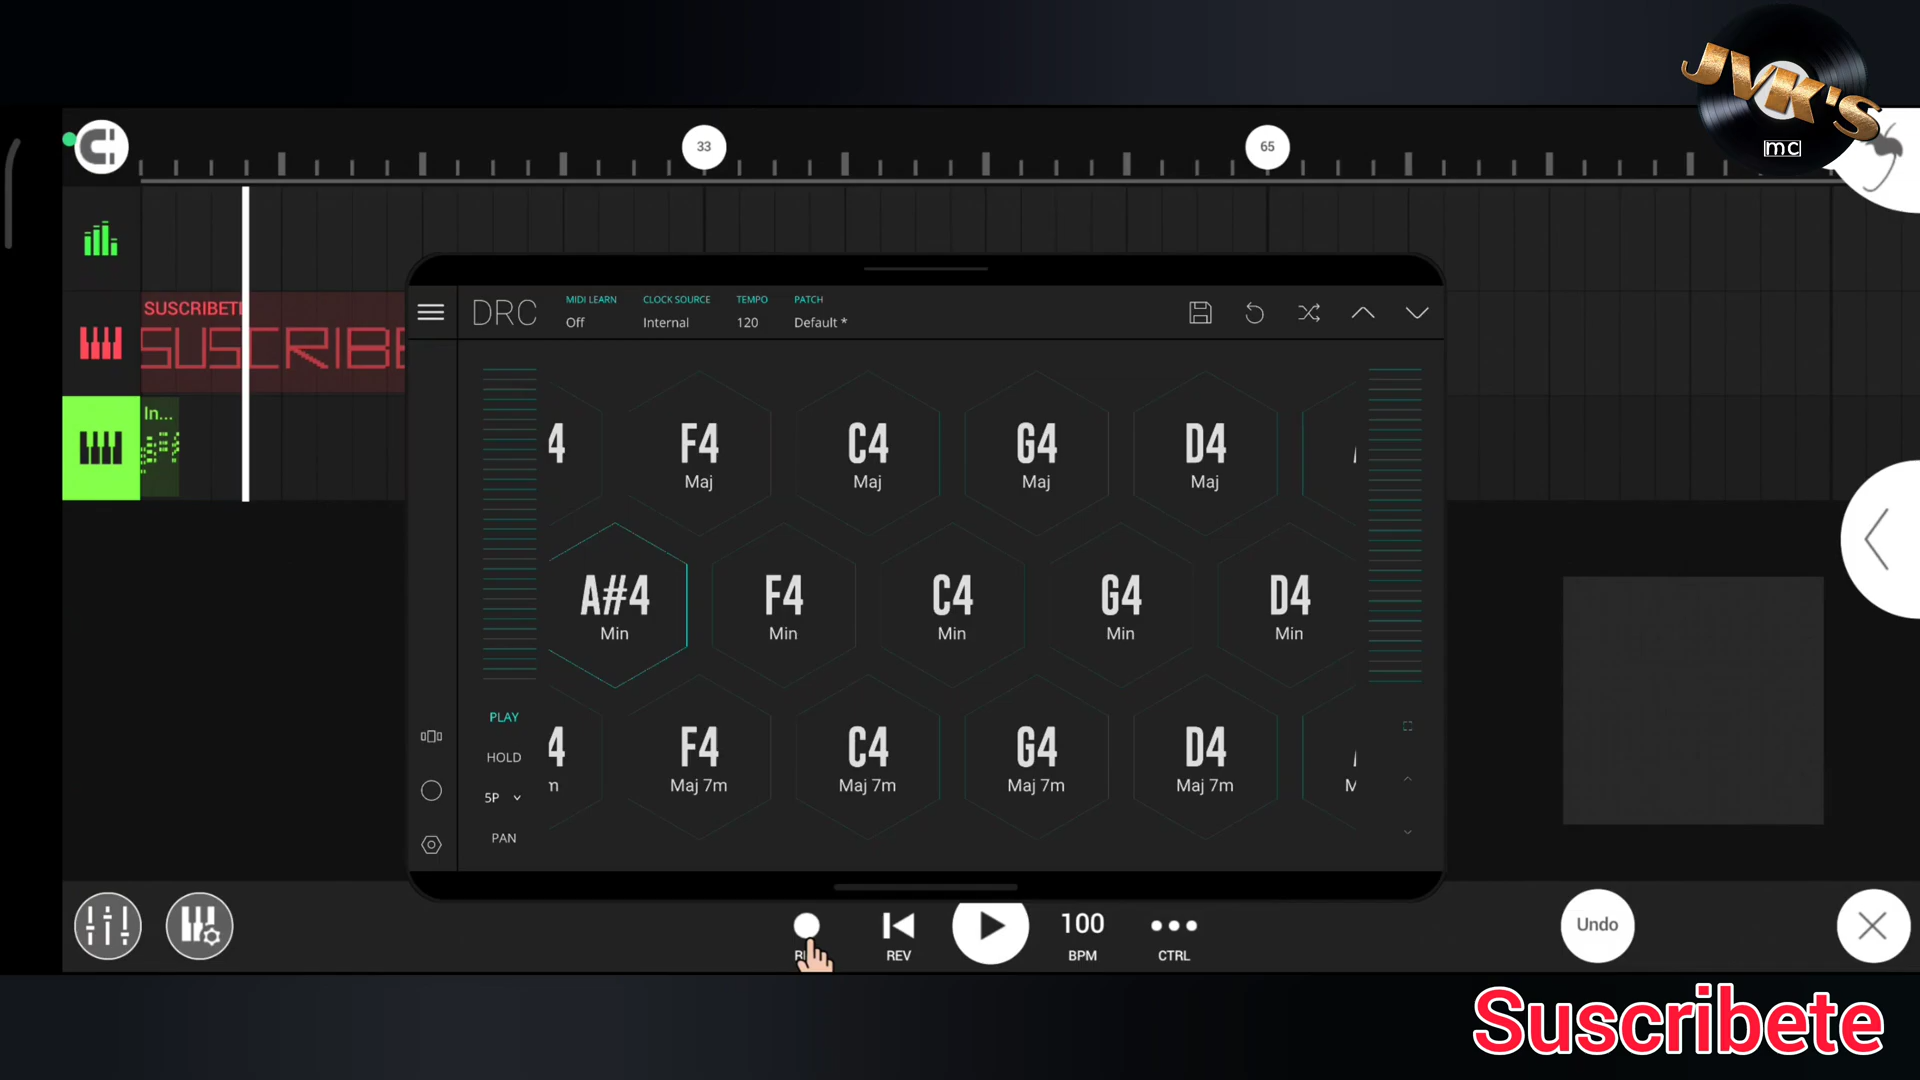 JVK'S
mc
33
65
SUSCRIBETE
SUSCRIBE
In...
DRC
MIDI LEARN
Off
CLOCK SOURCE
Internal
TEMPO
120
PATCH
Default *
4
F4
Maj
C4
Maj
G4
Maj
D4
Maj
A#4
Min
F4
Min
C4
Min
G4
Min
D4
Min
4
m
F4
Maj 7m
C4
Maj 7m
G4
Maj 7m
D4
Maj 7m
M
PLAY
HOLD
5P
PAN
REV
100
BPM
CTRL
Undo
Suscribete